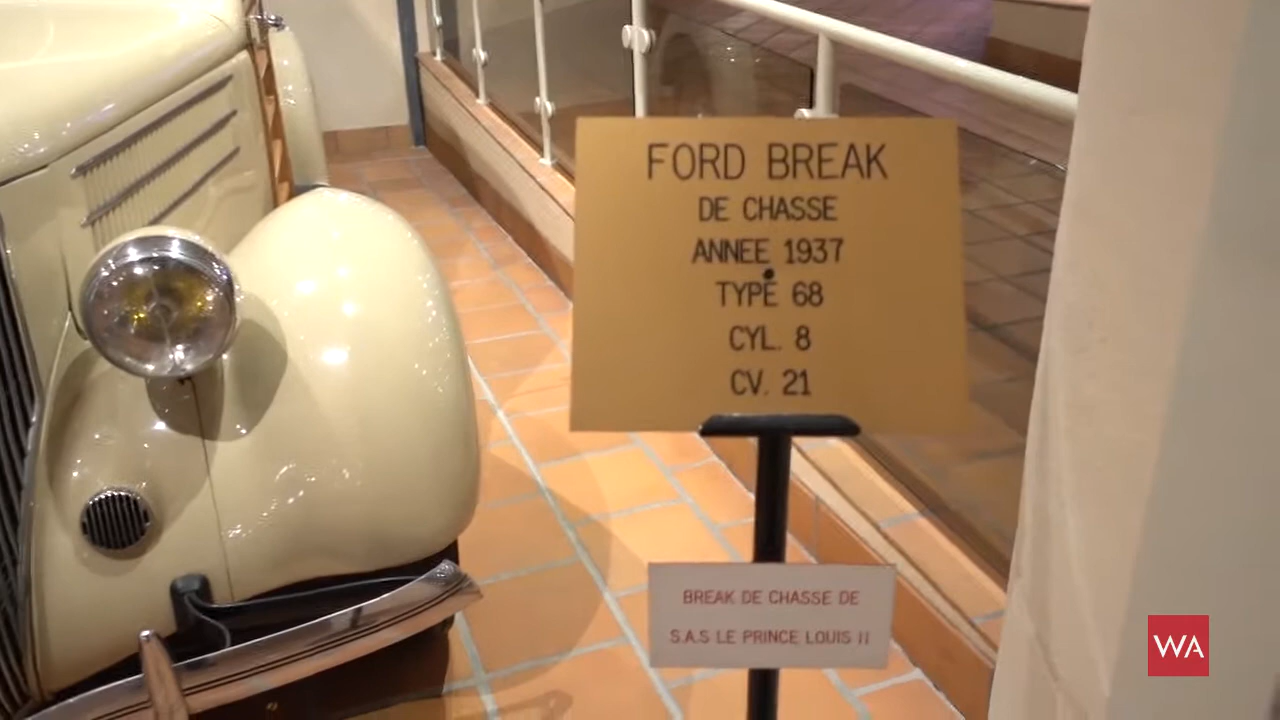 FORD BREAK
DE CHASSE
ANNEE 1937
TYPE 68
CYL. 8
CV. 21
BREAK DE CHASSE DE
S.A.S LE PRINCE LOUIS II
WA